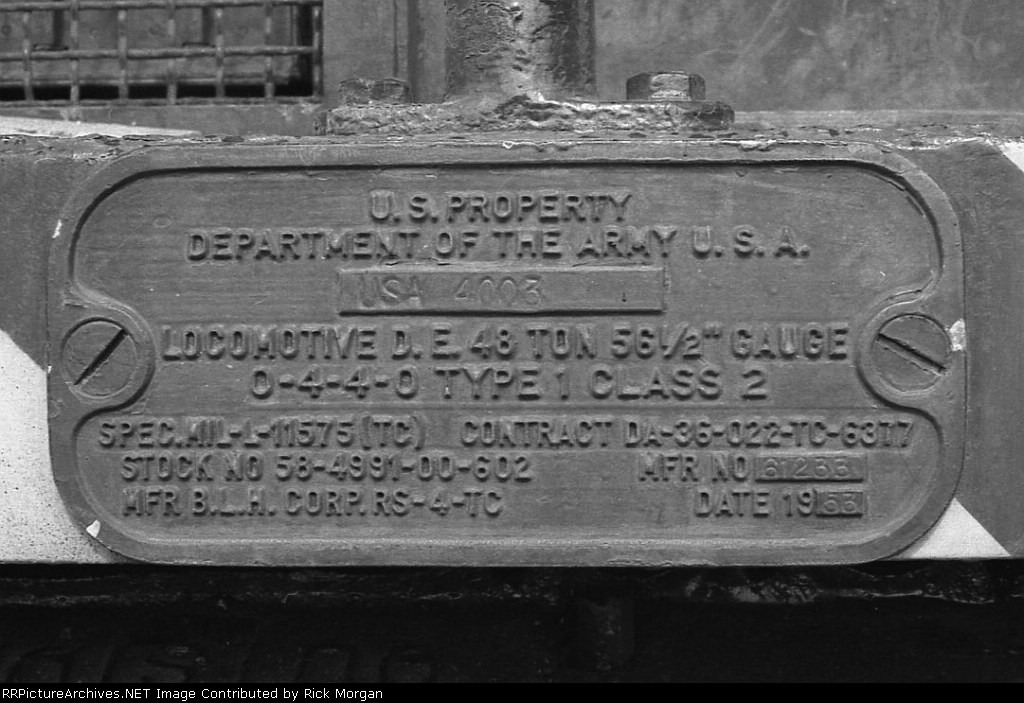 U.S. PROPERTY
DEPARTMENT OF THE ARMY U.S.A.
USA 4003
LOCOMOTIVE D.E. 48 TON 56 1/2" GAUGE
0-4-4-0 TYPE 1 CLASS 2
SPEC. MIL-L-11575 (TC) CONTRACT DA-36-022-TC-6377
STOCK NO 58-4991-00-602 MFR NO
MFR B.L.H. CORP. RS-4-TC DATE 19 53
RRPictureArchives.NET Image Contributed by Rick Morgan